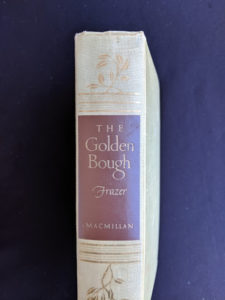 THE
Golden
Bough
Frazer
MACMILLAN